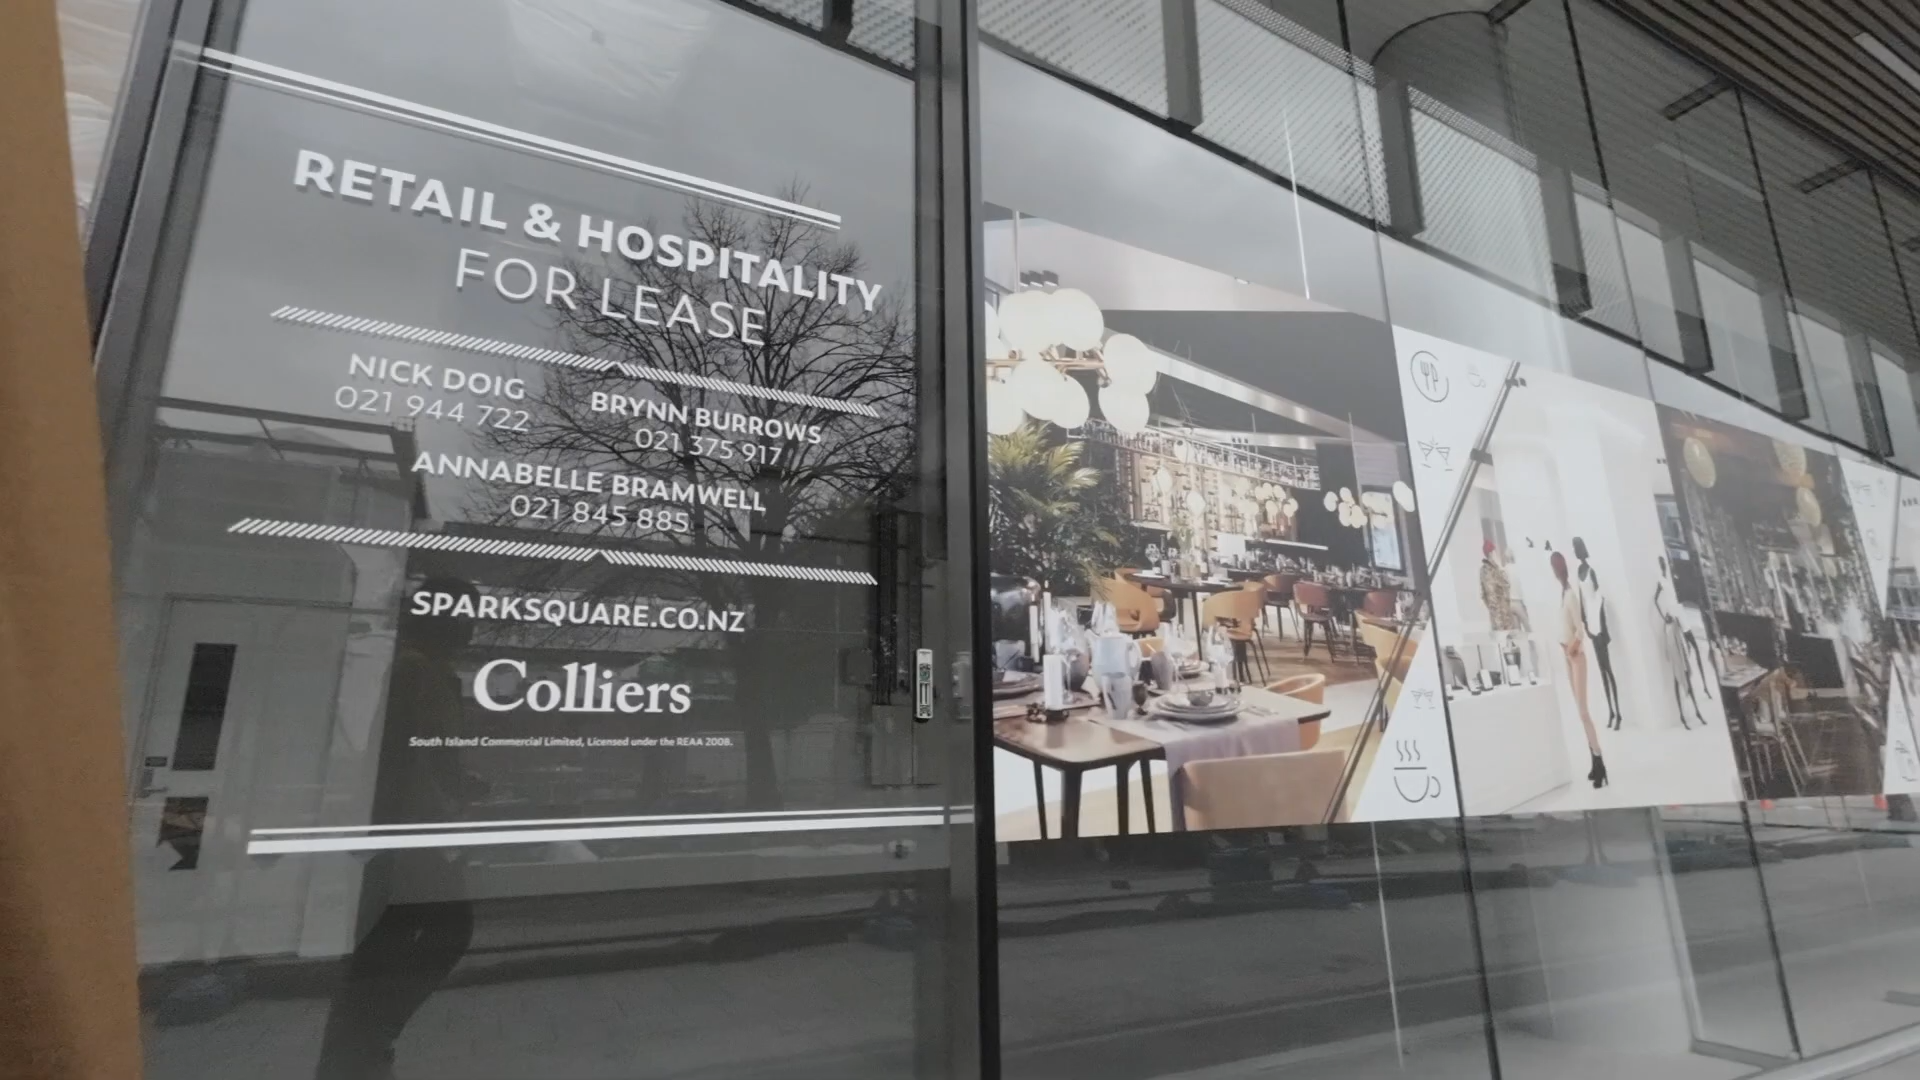 RETAIL & HOSPITALITY
FOR LEASE
NICK DOIG
021 944 722
BRYNN BURROWS
021 375 917
ANNABELLE BRAMWELL
021 845 885
SPARKSQUARE.CO.NZ
Colliers
South Island Commercial Limited, Licensed under the REAA 2008.